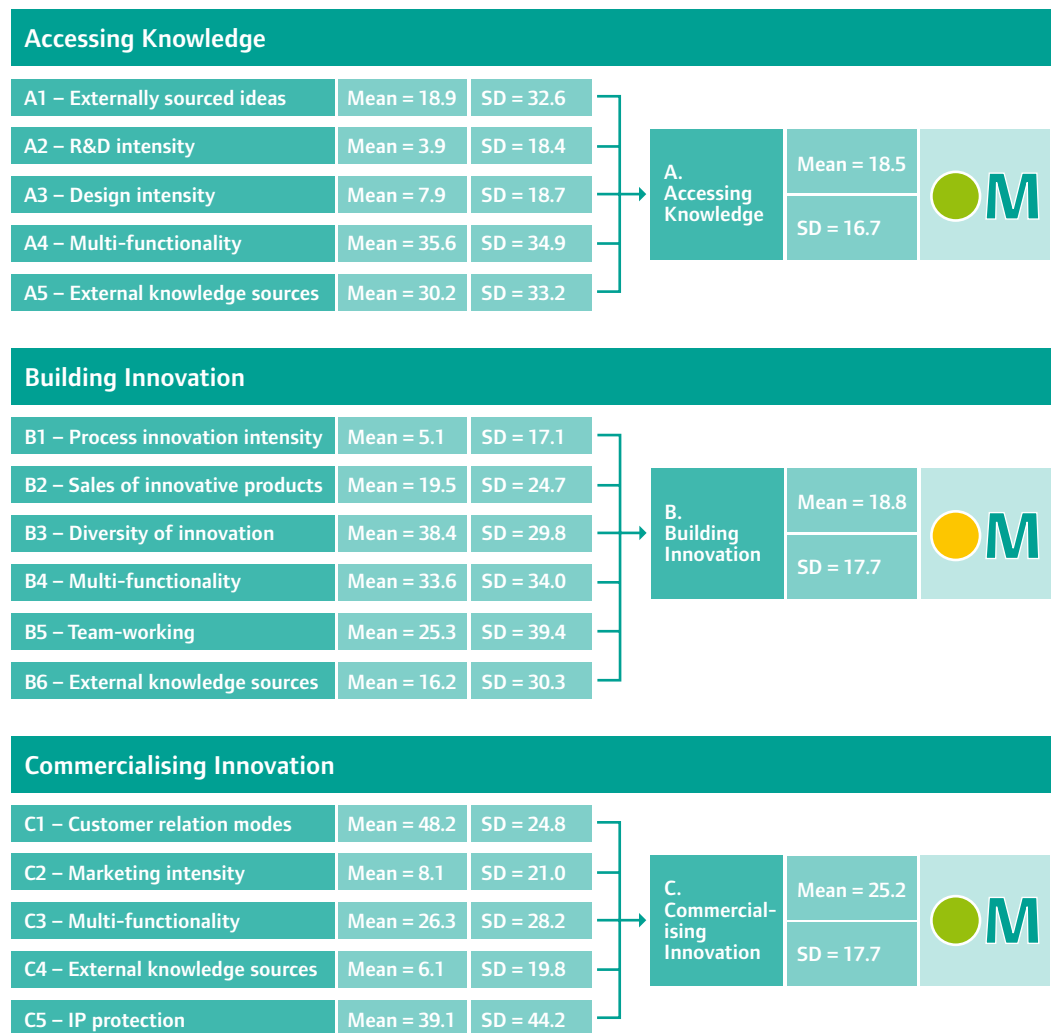 Accessing Knowledge
A1 – Externally sourced ideas Mean = 18.9 SD = 32.6
A2 – R&D intensity Mean = 3.9 SD = 18.4
A3 – Design intensity Mean = 7.9 SD = 18.7
A4 – Multi-functionality Mean = 35.6 SD = 34.9
A5 – External knowledge sources Mean = 30.2 SD = 33.2
A.
Accessing
Knowledge
Mean = 18.5
SD = 16.7
M
Building Innovation
B1 – Process innovation intensity Mean = 5.1 SD = 17.1
B2 – Sales of innovative products Mean = 19.5 SD = 24.7
B3 – Diversity of innovation Mean = 38.4 SD = 29.8
B4 – Multi-functionality Mean = 33.6 SD = 34.0
B5 – Team-working Mean = 25.3 SD = 39.4
B6 – External knowledge sources Mean = 16.2 SD = 30.3
B.
Building
Innovation
Mean = 18.8
SD = 17.7
M
Commercialising Innovation
C1 – Customer relation modes Mean = 48.2 SD = 24.8
C2 – Marketing intensity Mean = 8.1 SD = 21.0
C3 – Multi-functionality Mean = 26.3 SD = 28.2
C4 – External knowledge sources Mean = 6.1 SD = 19.8
C5 – IP protection Mean = 39.1 SD = 44.2
C.
Commercial-
ising
Innovation
Mean = 25.2
SD = 17.7
M